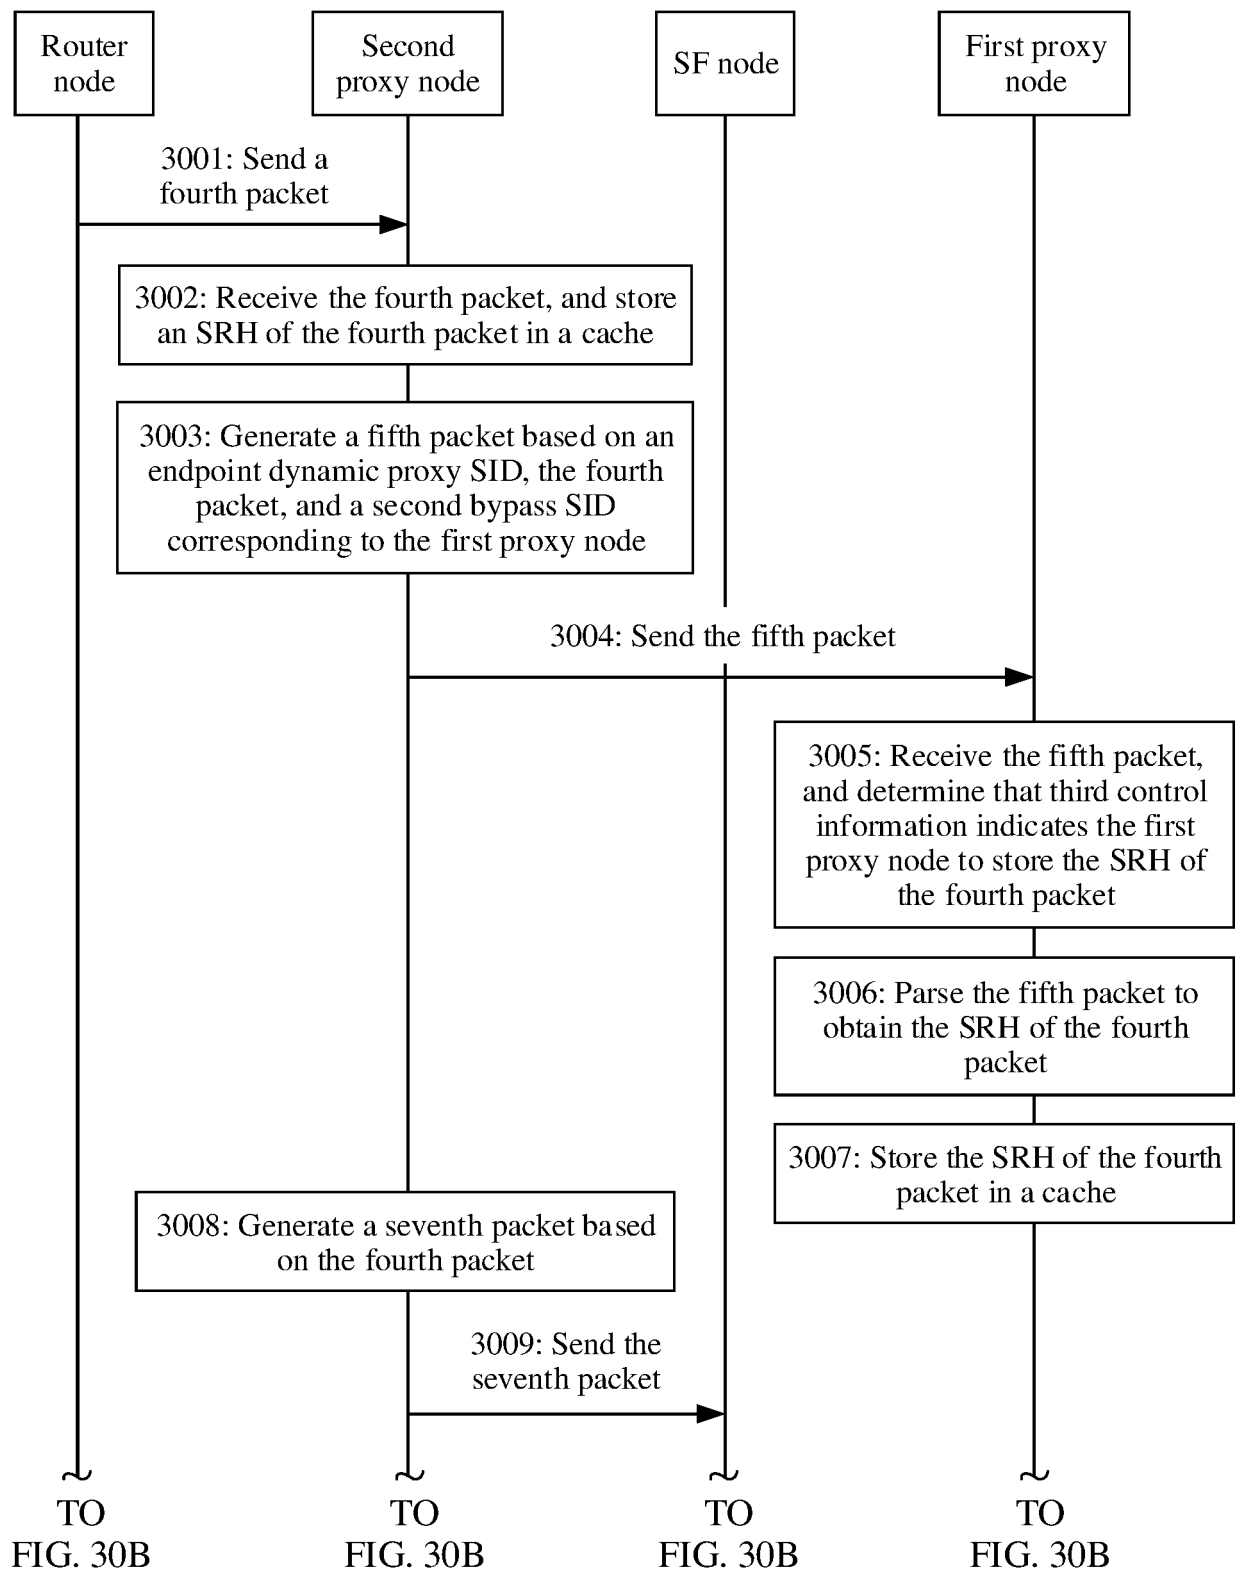 Router
node
Second
proxy node
SF node
First proxy
node
3001: Send a
fourth packet
3002: Receive the fourth packet, and store
an SRH of the fourth packet in a cache
3003: Generate a fifth packet based on an
endpoint dynamic proxy SID, the fourth
packet, and a second bypass SID
corresponding to the first proxy node
3004: Send the fifth packet
3005: Receive the fifth packet,
and determine that third control
information indicates the first
proxy node to store the SRH of
the fourth packet
3006: Parse the fifth packet to
obtain the SRH of the fourth
packet
3007: Store the SRH of the fourth
packet in a cache
3008: Generate a seventh packet based
on the fourth packet
3009: Send the
seventh packet
TO
FIG. 30B
TO
FIG. 30B
TO
FIG. 30B
TO
FIG. 30B